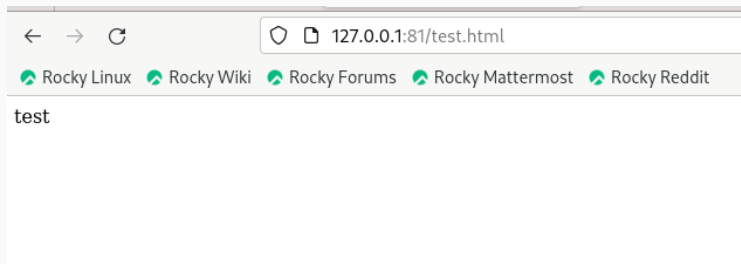 127.0.0.1:81/test.html
Rocky Linux Rocky Wiki Rocky Forums Rocky Mattermost Rocky Reddit
test